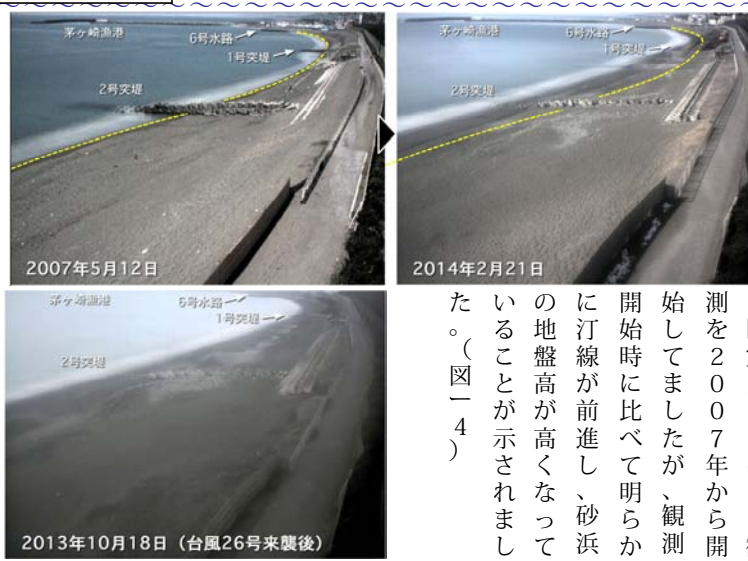 茅ヶ崎漁港
6号水路
1号突堤
2号突堤
2007年5月12日
茅ヶ崎漁港
6号水路
1号突堤
2号突堤
2014年2月21日
茅ヶ崎漁港
6号水路
1号突堤
2号突堤
2013年10月18日（台風26号来襲後）
測を２００７年から開
始してましたが、観測
開始時に比べて明らか
に汀線が前進し、砂浜
の地盤高が高くなって
いることが示されまし
た。（図ー４）